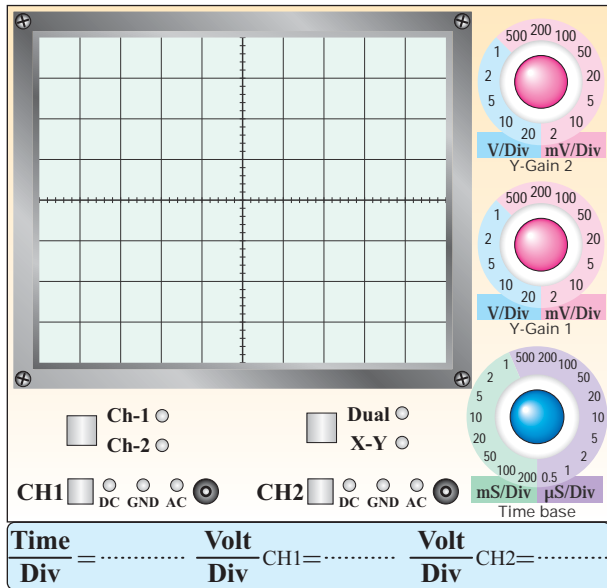 500 200 100
1 50
2 20
5 10
10 5
20 2
V/Div mV/Div
Y-Gain 2
500 200 100
1 50
2 20
5 10
10 5
20 2
V/Div mV/Div
Y-Gain 1
500 200 100
1 50
2 20
5 10
10 5
20 2
50 1
100 0.5
200
mS/Div µS/Div
Time base
Ch-1
Ch-2
Dual
X-Y
CH1 DC GND AC
CH2 DC GND AC
Time/Div = ............... Volt/Div CH1= ............... Volt/Div CH2= ...............